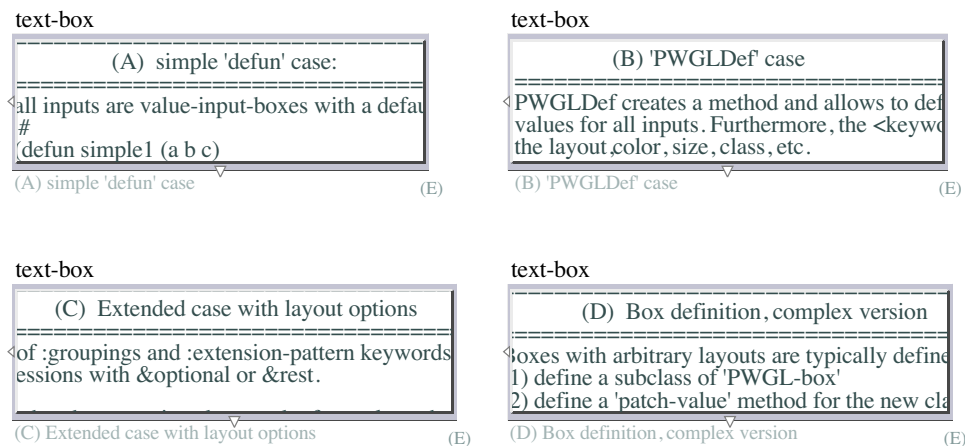 text-box
(A) simple 'defun' case:
all inputs are value-input-boxes with a defau
#
(defun simple1 (a b c)
(A) simple 'defun' case
(E)
text-box
(B) 'PWGLDef' case
PWGLDef creates a method and allows to def
values for all inputs. Furthermore, the <keywo
the layout,color, size, class, etc.
(B) 'PWGLDef' case
(E)
text-box
(C) Extended case with layout options
of :groupings and :extension-pattern keywords
essions with &optional or &rest.
(C) Extended case with layout options
(E)
text-box
(D) Box definition, complex version
Boxes with arbitrary layouts are typically define
1) define a subclass of 'PWGL-box'
2) define a 'patch-value' method for the new cla
(D) Box definition, complex version
(E)